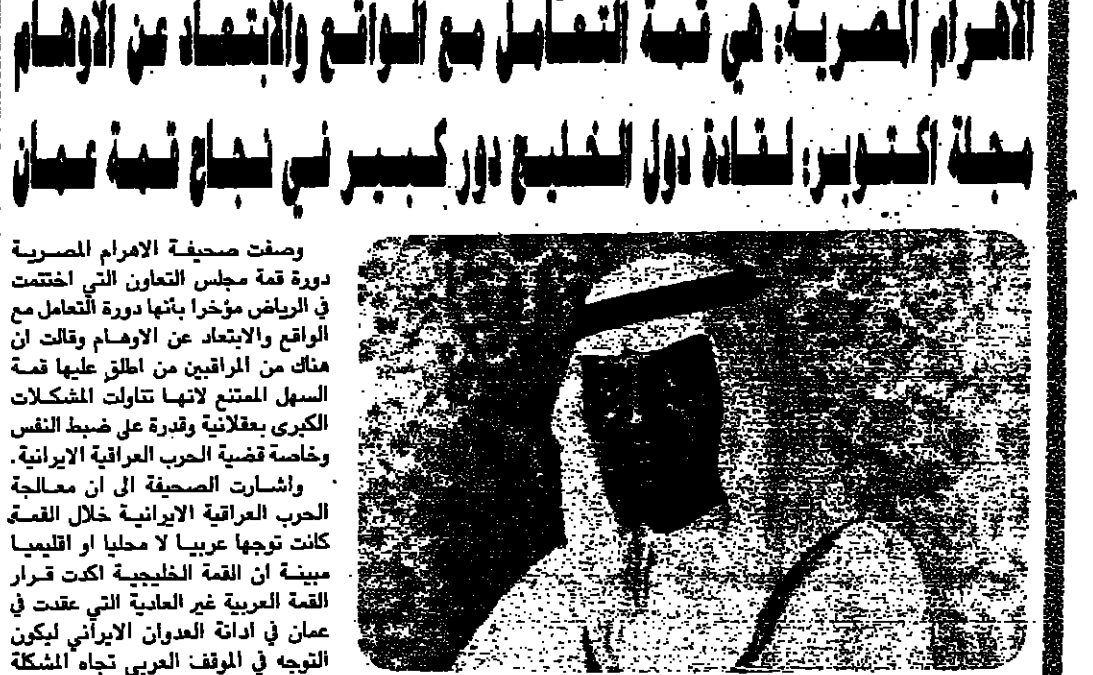 الاهرام المصرية: هي قمة التعامل مع الواقع والابتعاد عن الاوهام
مجلة اكتوبر: لقادة دول الخليج دور كبير في نجاح قمة عمان
وصفت صحيفة الاهرام المصرية
دورة قمة مجلس التعاون التي اختتمت
في الرياض مؤخرا بأنها دورة التعامل مع
الواقع والابتعاد عن الاوهام وقالت ان
هناك من المراقبين من اطلق عليها قمة
السهل الممتنع لانها تناولت المشكلات
الكبرى بعقلانية وقدرة على ضبط النفس
وخاصة قضية الحرب العراقية الايرانية.
واشارت الصحيفة الى ان معالجة
الحرب العراقية الايرانية خلال القمة
كانت توجها عربيا لا محليا او اقليميا
مبينة ان القمة الخليجية اكدت قرار
القمة العربية غير العادية التي عقدت في
عمان في ادانة العدوان الايراني ليكون
التوجه في الموقف العربي تجاه المشكلة